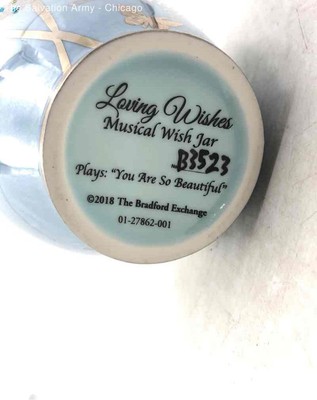 Salvation Army - Chicago
Loving Wishes
Musical Wish Jar
B3523
Plays: "You Are So Beautiful"
©2018 The Bradford Exchange
01-27862-001